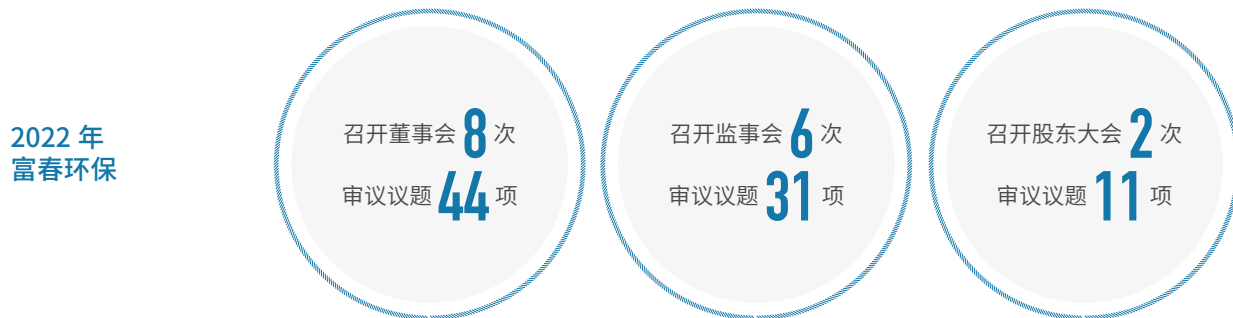 2022 年
富春环保
召开董事会 8 次
审议议题 44 项
召开监事会 6 次
审议议题 31 项
召开股东大会 2 次
审议议题 11 项